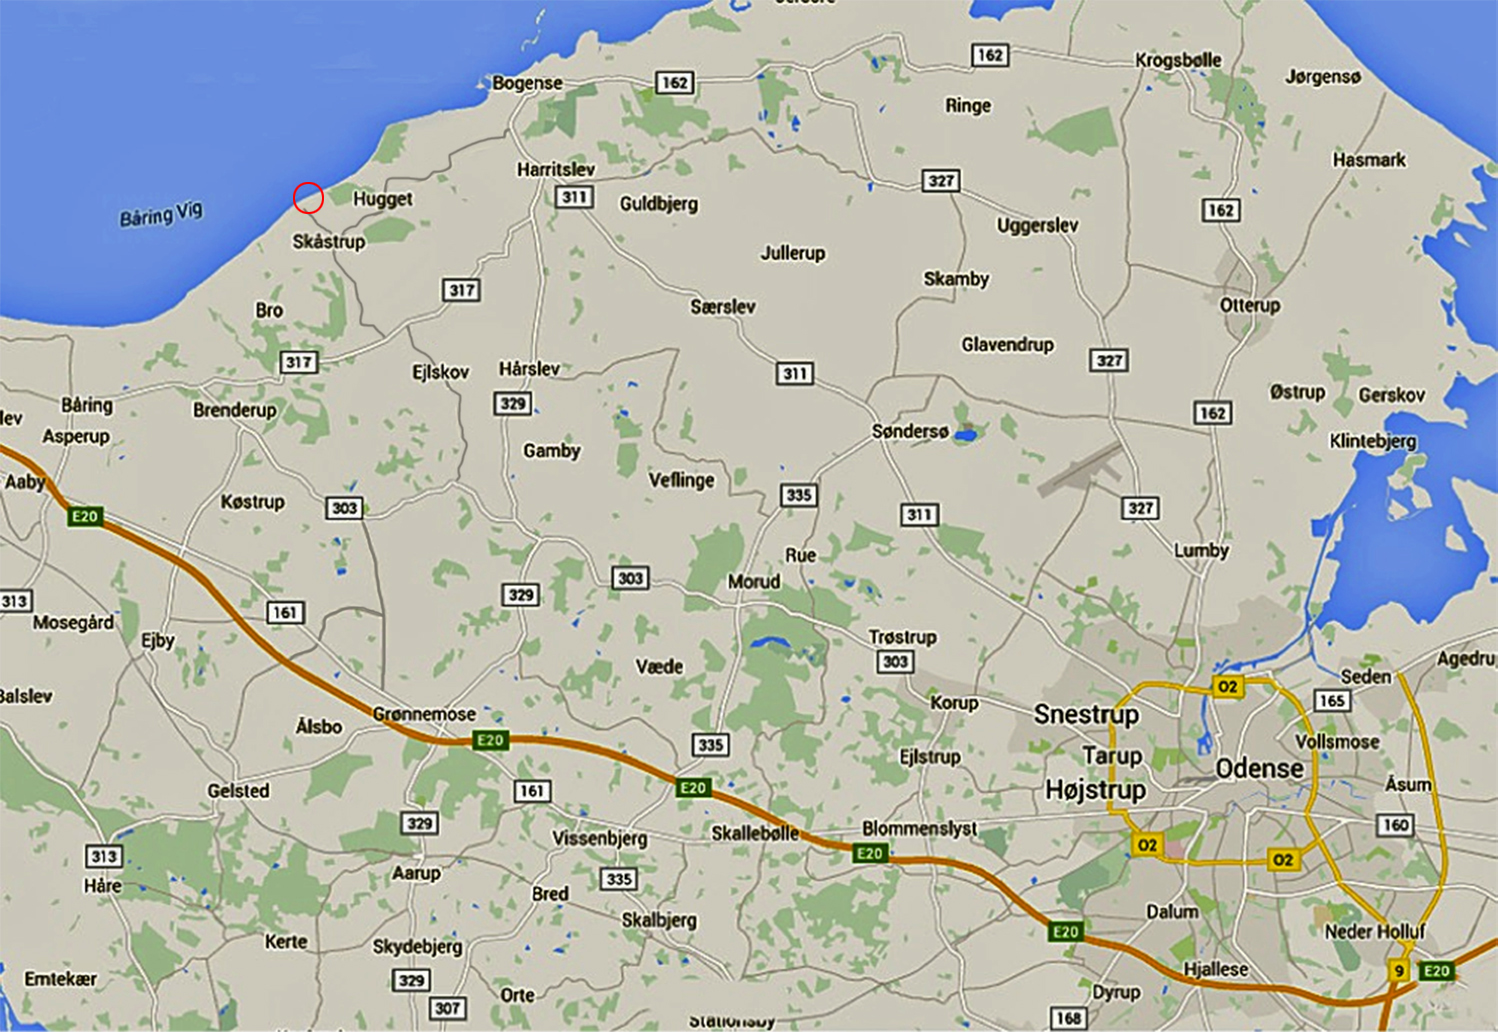 162
Krogsbølle
Jørgensø
Bogense
162
Ringe
Hasmark
Harritslev
327
Båring Vig
Hugget
311
Guldbjerg
162
Uggerslev
Skåstrup
Jullerup
Skamby
317
Særslev
Otterup
Bro
Glavendrup
317
Ejlskov
Hårslev
311
327
Østrup
Gerskov
Båring
Brenderup
329
162
lev
Asperup
Søndersø
Klintebjerg
Gamby
Aaby
Køstrup
Veflinge
335
E20
303
311
327
Rue
Lumby
303
Morud
313
329
Mosegård
161
Ejby
Trøstrup
303
Væde
Agedru
Seden
Balslev
O2
165
Korup
Snestrup
Ålsbo
Grønnemose
E20
335
Vollsmose
Ejlstrup
Tarup
Odense
Gelsted
161
E20
Højstrup
Åsum
329
Vissenbjerg
Skallebølle
Blommenslyst
160
313
E20
O2
O2
Håre
Aarup
335
Bred
Skalbjerg
Dalum
Kerte
Skydebjerg
E20
Neder Holluf
Emtekær
329
Hjallese
9
E20
Orte
307
Dyrup
168